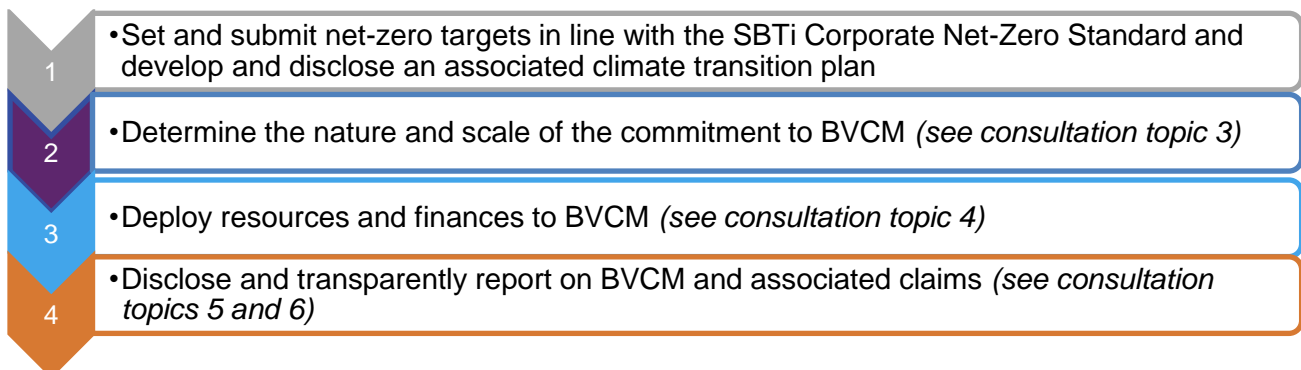 1
•Set and submit net-zero targets in line with the SBTi Corporate Net-Zero Standard and
develop and disclose an associated climate transition plan
2
•Determine the nature and scale of the commitment to BVCM (see consultation topic 3)
3
•Deploy resources and finances to BVCM (see consultation topic 4)
4
•Disclose and transparently report on BVCM and associated claims (see consultation
topics 5 and 6)